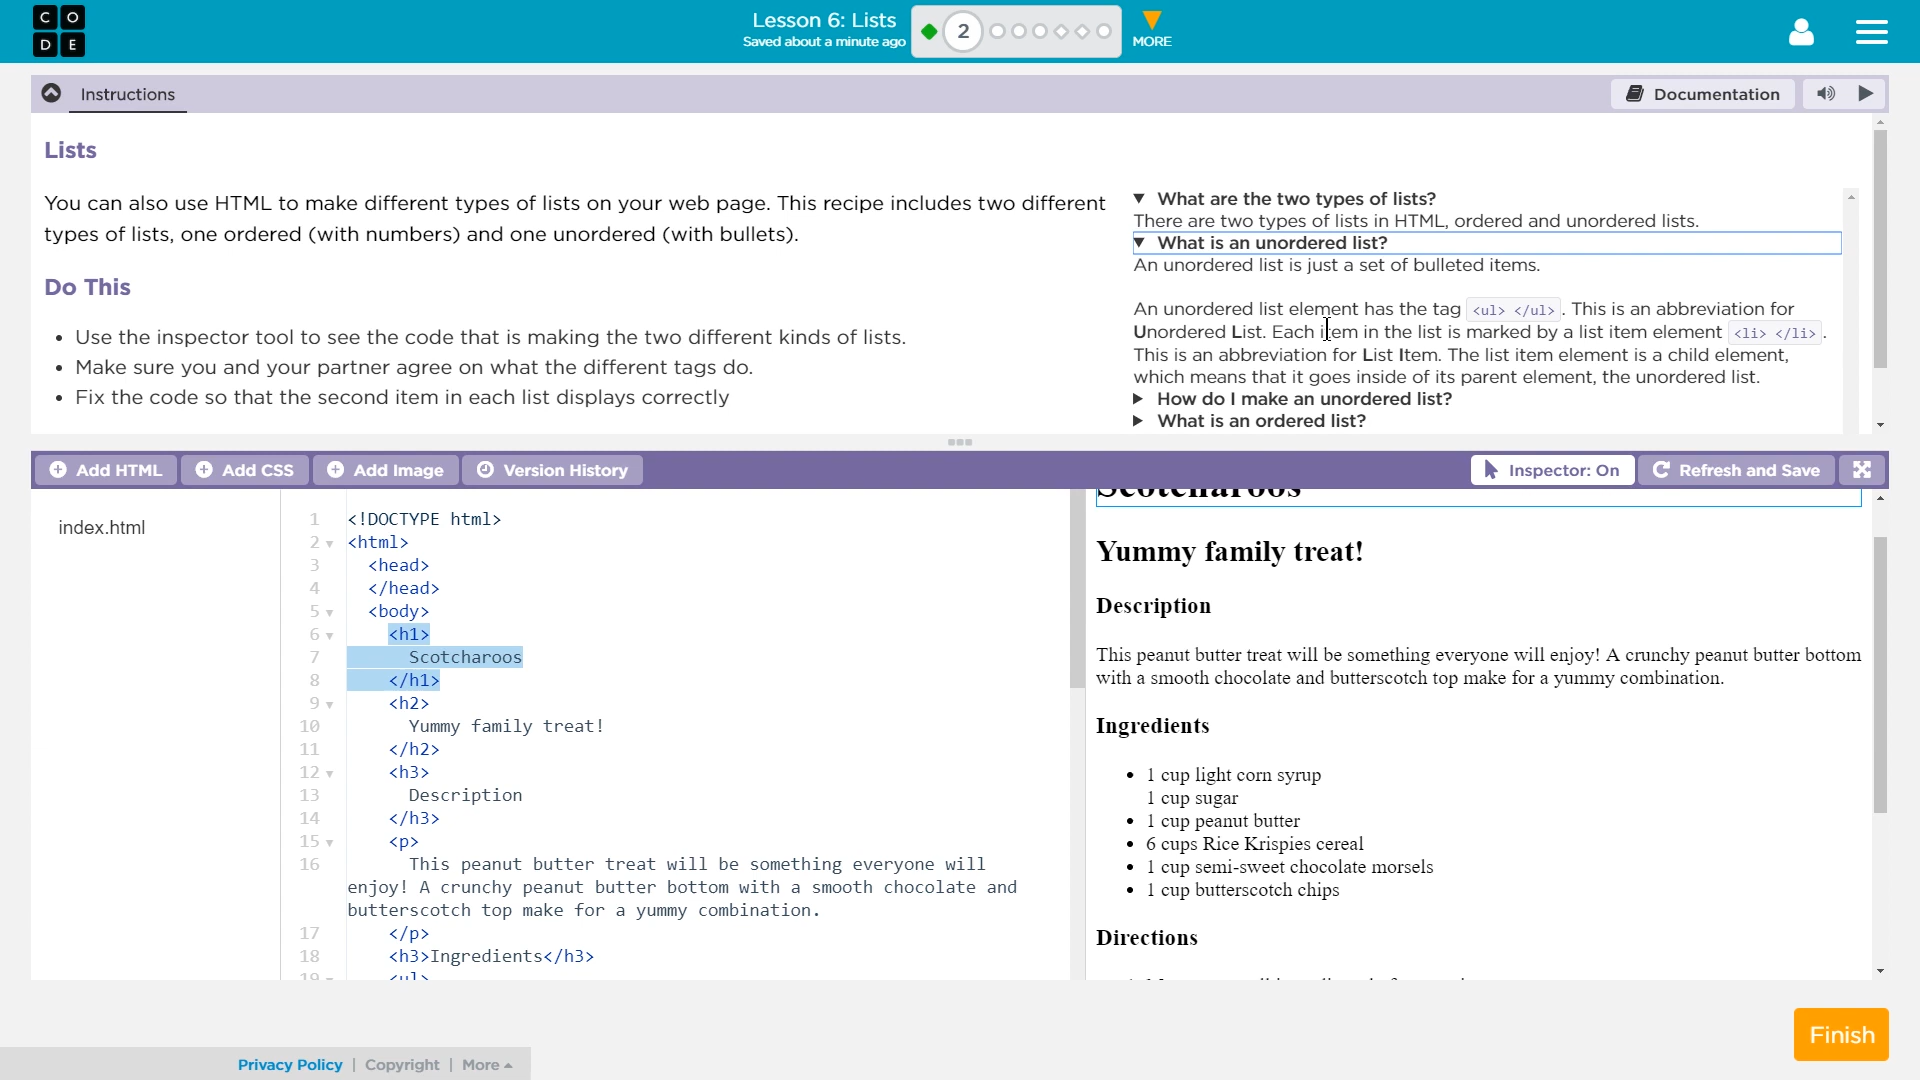 CO
DE
Lesson 6: Lists
Saved about a minute ago
2
MORE
Instructions
Documentation
Lists
You can also use HTML to make different types of lists on your web page. This recipe includes two different
types of lists, one ordered (with numbers) and one unordered (with bullets).
Do This
• Use the inspector tool to see the code that is making the two different kinds of lists.
• Make sure you and your partner agree on what the different tags do.
• Fix the code so that the second item in each list displays correctly
▼ What are the two types of lists?
There are two types of lists in HTML, ordered and unordered lists.
▼ What is an unordered list?
An unordered list is just a set of bulleted items.
An unordered list element has the tag <ul> </ul>. This is an abbreviation for
Unordered List. Each item in the list is marked by a list item element <li> </li>.
This is an abbreviation for List Item. The list item element is a child element,
which means that it goes inside of its parent element, the unordered list.
► How do I make an unordered list?
► What is an ordered list?
Add HTML
Add CSS
Add Image
Version History
Inspector: On
Refresh and Save
index.html
1 <!DOCTYPE html>
2 <html>
3 <head>
4 </head>
5 <body>
6 <h1>
7 Scotcharoos
8 </h1>
9 <h2>
10 Yummy family treat!
11 </h2>
12 <h3>
13 Description
14 </h3>
15 <p>
16 This peanut butter treat will be something everyone will
enjoy! A crunchy peanut butter bottom with a smooth chocolate and
butterscotch top make for a yummy combination.
17 </p>
18 <h3>Ingredients</h3>
19 <ul>
Scotcharoos
Yummy family treat!
Description
This peanut butter treat will be something everyone will enjoy! A crunchy peanut butter bottom
with a smooth chocolate and butterscotch top make for a yummy combination.
Ingredients
• 1 cup light corn syrup
1 cup sugar
• 1 cup peanut butter
• 6 cups Rice Krispies cereal
• 1 cup semi-sweet chocolate morsels
• 1 cup butterscotch chips
Directions
Finish
Privacy Policy | Copyright | More